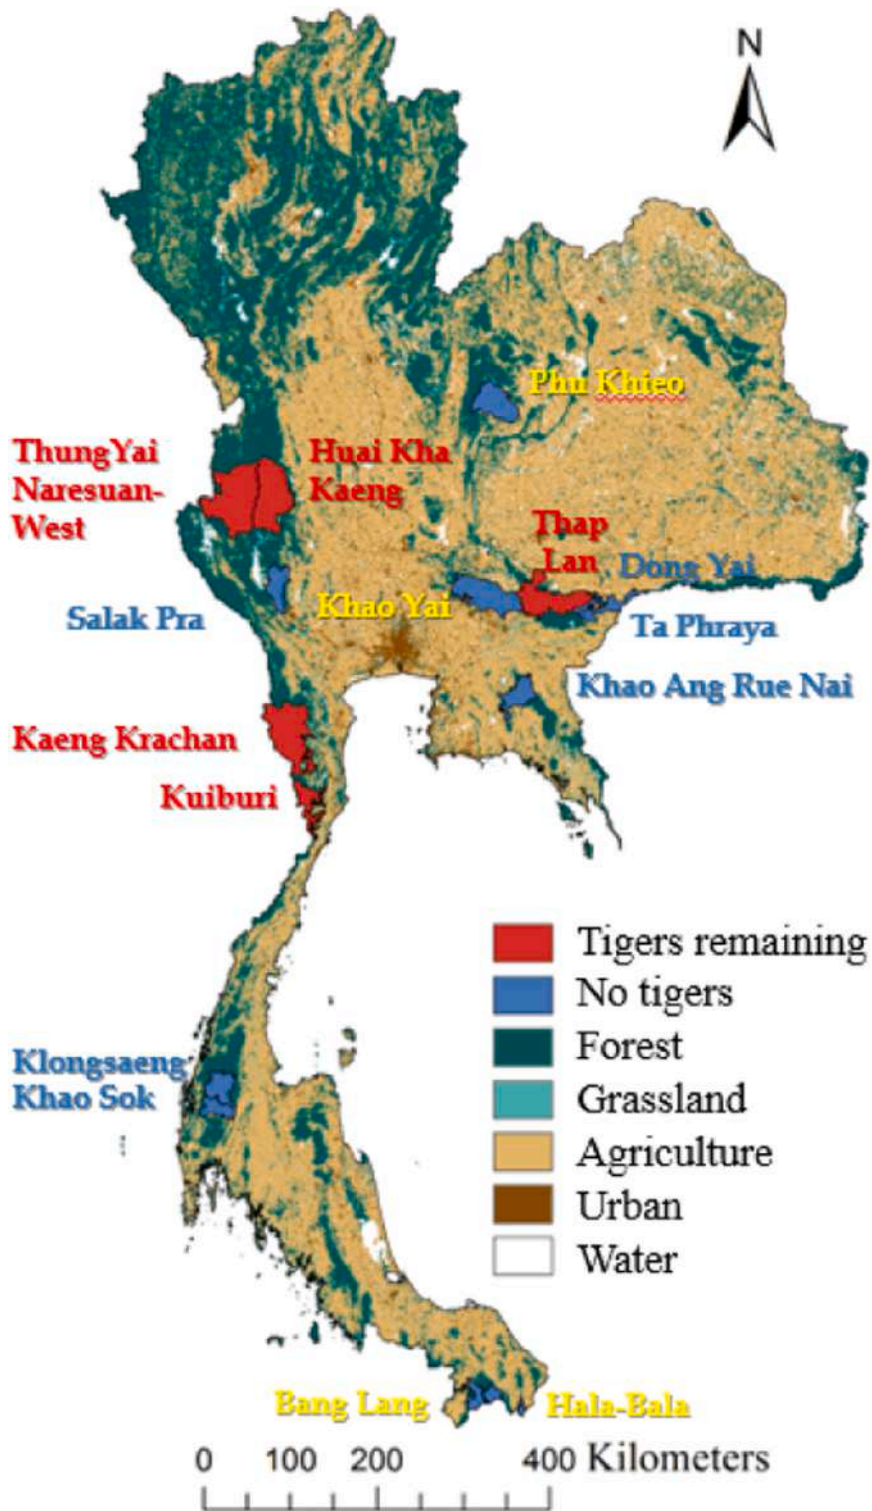 N
Phu Khieo
ThungYai
Naresuan-
West
Huai Kha
Kaeng
Thap
Lan
Dong Yai
Khao Yai
Salak Pra
Ta Phraya
Khao Ang Rue Nai
Kaeng Krachan
Kuiburi
Tigers remaining
No tigers
Forest
Grassland
Agriculture
Urban
Water
Klongsaeng
Khao Sok
Bang Lang
Hala-Bala
0 100 200 400 Kilometers